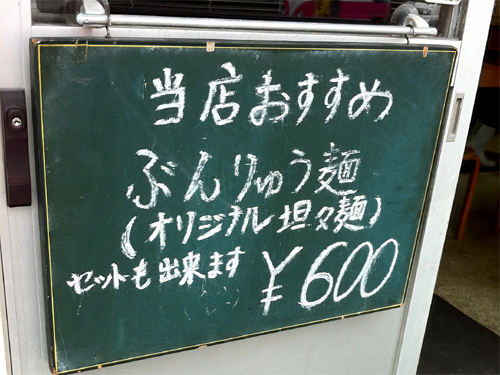 当店おすすめ
ぶんりゅう麺
(オリジナル坦々麺)
セットも出来ます
¥600